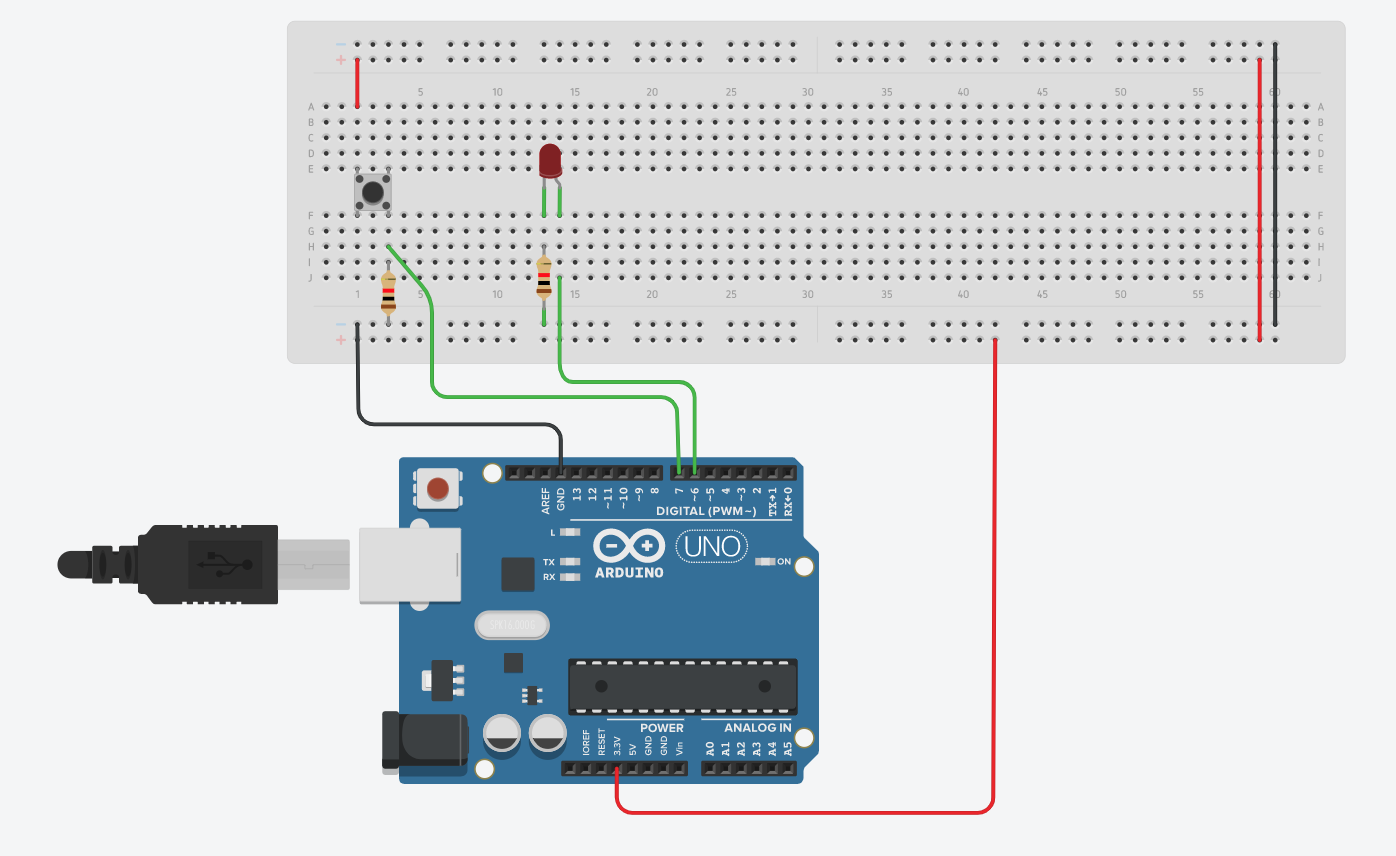 −
+
5 10 15 20 25 30 35 40 45 50 55 60
A A
B B
C C
D D
E E
F F
G G
H H
I I
J J
1 5 10 15 20 25 30 35 40 45 50 55 60
−
+
AREF GND 13 12 ~11 ~10 ~9 8 7 ~6 ~5 4 ~3 2 TX→1 RX←0
DIGITAL (PWM~)
L
TX
RX
UNO
ON
ARDUINO
SPK16.000G
POWER ANALOG IN
IOREF RESET 3.3V 5V GND GND Vin A0 A1 A2 A3 A4 A5